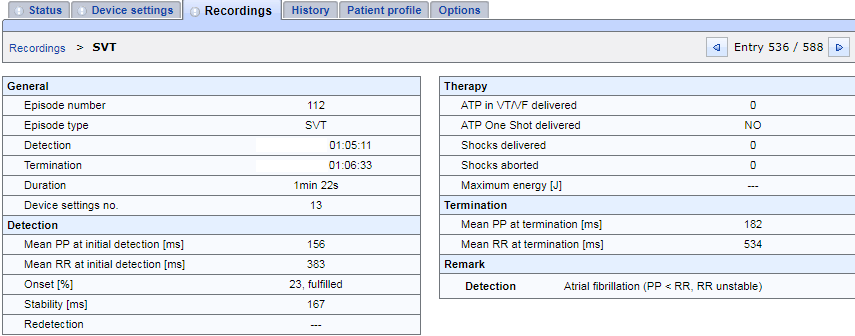 Status Device settings Recordings History Patient profile Options
Recordings > SVT Entry 536 / 588
General
Episode number 112
Episode type SVT
Detection 01:05:11
Termination 01:06:33
Duration 1min 22s
Device settings no. 13
Detection
Mean PP at initial detection [ms] 156
Mean RR at initial detection [ms] 383
Onset [%] 23, fulfilled
Stability [ms] 167
Redetection ---
Therapy
ATP in VT/VF delivered 0
ATP One Shot delivered NO
Shocks delivered 0
Shocks aborted 0
Maximum energy [J] ---
Termination
Mean PP at termination [ms] 182
Mean RR at termination [ms] 534
Remark
Detection Atrial fibrillation (PP < RR, RR unstable)